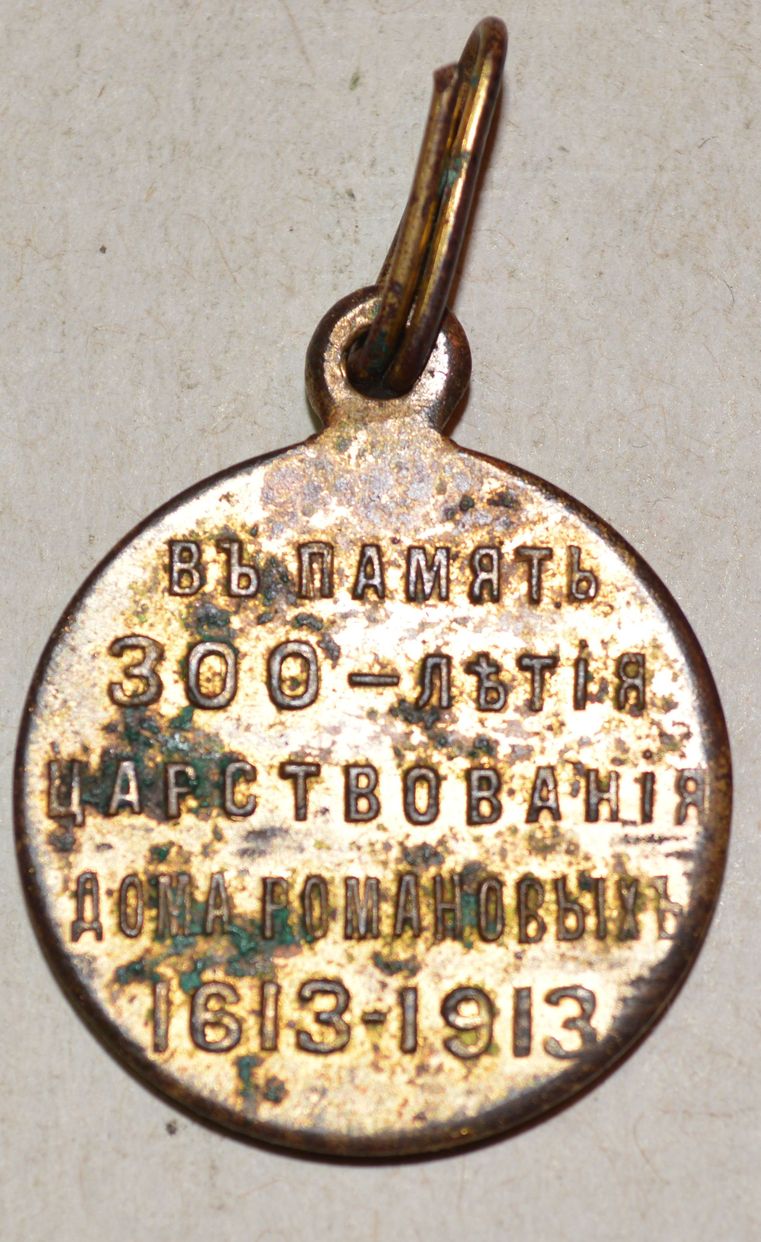 ВЪ ПАМЯТЬ
300-ЛѢТІЯ
ЦАРСТВОВАНІЯ
ДОМА РОМАНОВЫХЪ
1613-1913